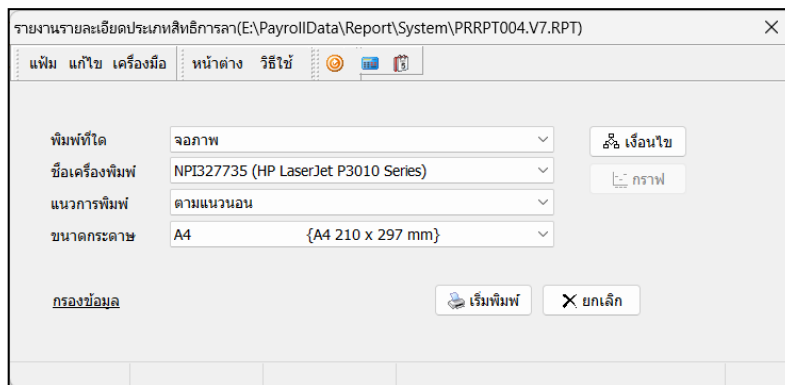 รายงานรายละเอียดประเภทสิทธิการลา(E:\PayrollData\Report\System\PRRPT004.V7.RPT)
แฟ้ม แก้ไข เครื่องมือ หน้าต่าง วิธีใช้
พิมพ์ที่ใด จอภาพ เงื่อนไข
ชื่อเครื่องพิมพ์ NPI327735 (HP LaserJet P3010 Series) กราฟ
แนวการพิมพ์ ตามแนวนอน
ขนาดกระดาษ A4 {A4 210 x 297 mm}
กรองข้อมูล เริ่มพิมพ์ ยกเลิก